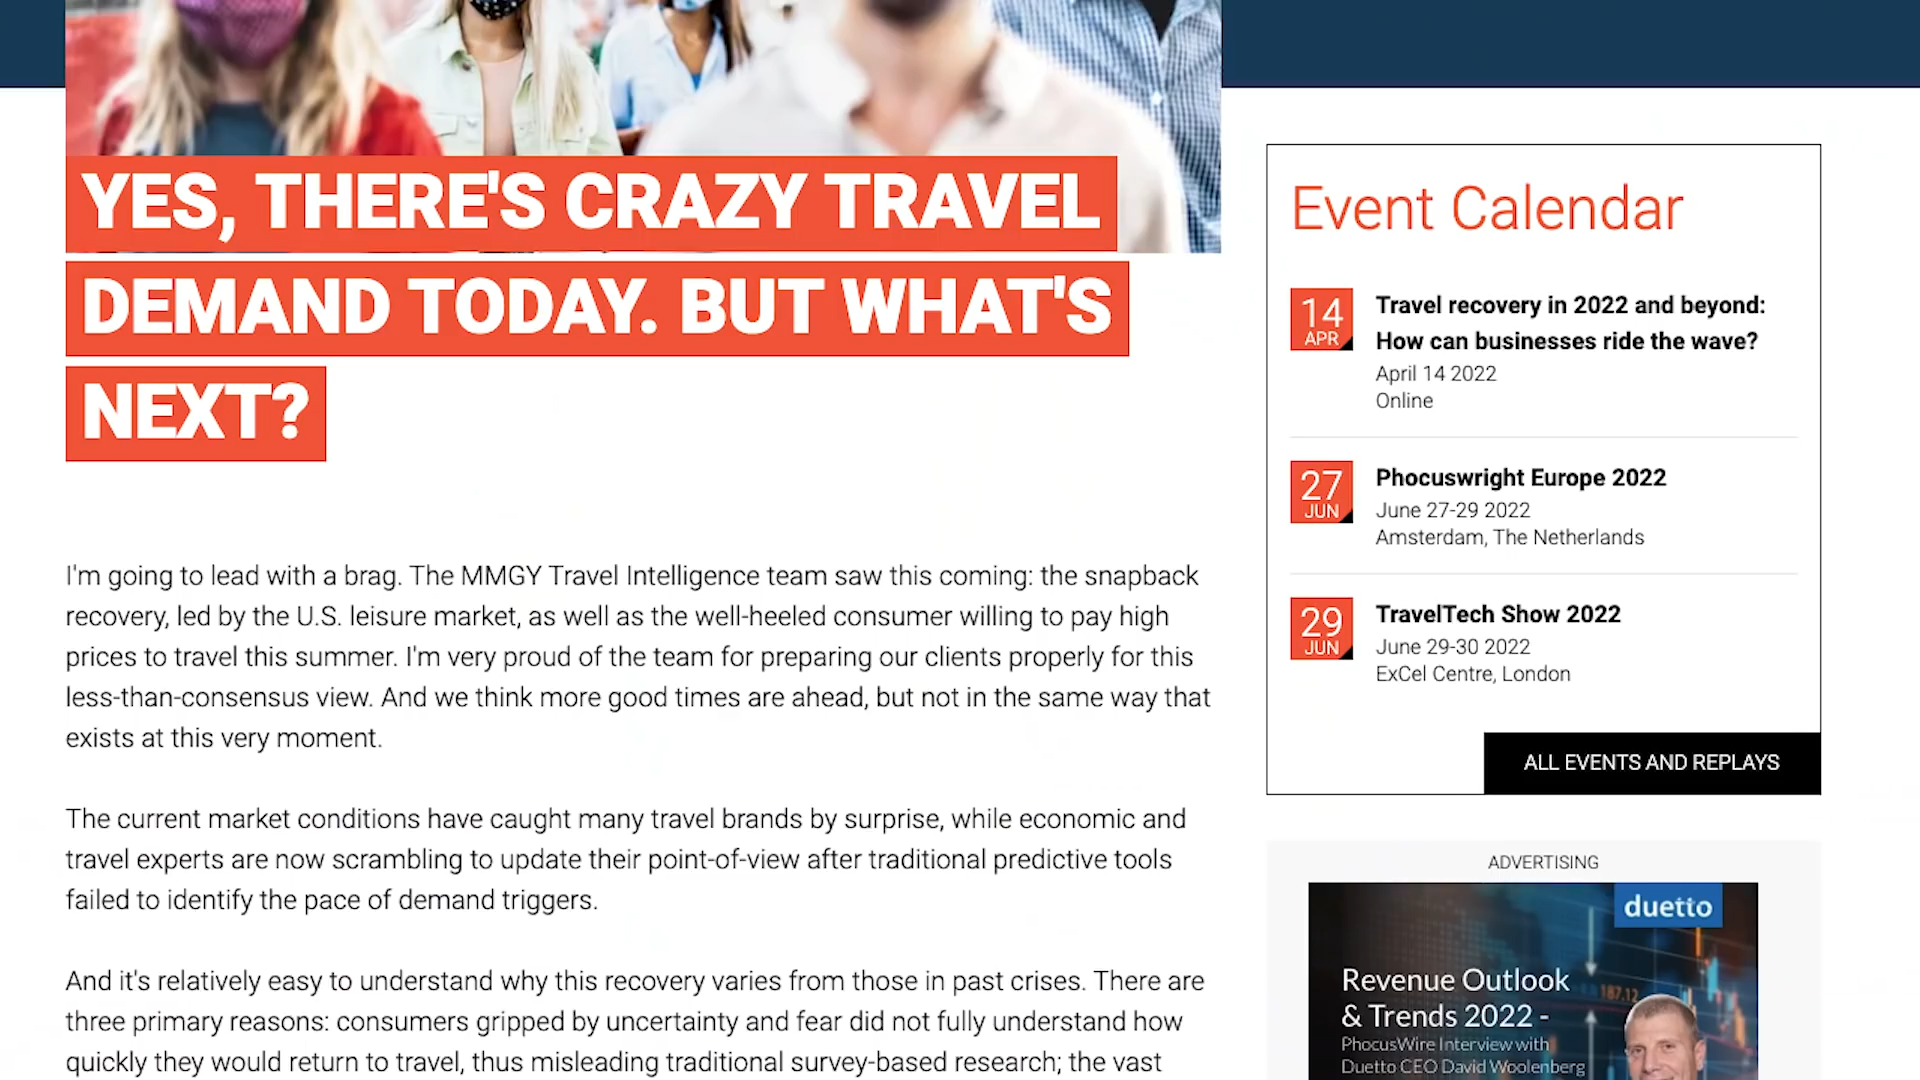 YES, THERE'S CRAZY TRAVEL
DEMAND TODAY. BUT WHAT'S
NEXT?
I'm going to lead with a brag. The MMGY Travel Intelligence team saw this coming: the snapback
recovery, led by the U.S. leisure market, as well as the well-heeled consumer willing to pay high
prices to travel this summer. I'm very proud of the team for preparing our clients properly for this
less-than-consensus view. And we think more good times are ahead, but not in the same way that
exists at this very moment.
The current market conditions have caught many travel brands by surprise, while economic and
travel experts are now scrambling to update their point-of-view after traditional predictive tools
failed to identify the pace of demand triggers.
And it's relatively easy to understand why this recovery varies from those in past crises. There are
three primary reasons: consumers gripped by uncertainty and fear did not fully understand how
quickly they would return to travel, thus misleading traditional survey-based research; the vast
Event Calendar
14
APR
Travel recovery in 2022 and beyond:
How can businesses ride the wave?
April 14 2022
Online
27
JUN
Phocuswright Europe 2022
June 27-29 2022
Amsterdam, The Netherlands
29
JUN
TravelTech Show 2022
June 29-30 2022
ExCel Centre, London
ALL EVENTS AND REPLAYS
ADVERTISING
duetto
187.12
Revenue Outlook
& Trends 2022 -
PhocusWire Interview with
Duetto CEO David Woolenberg